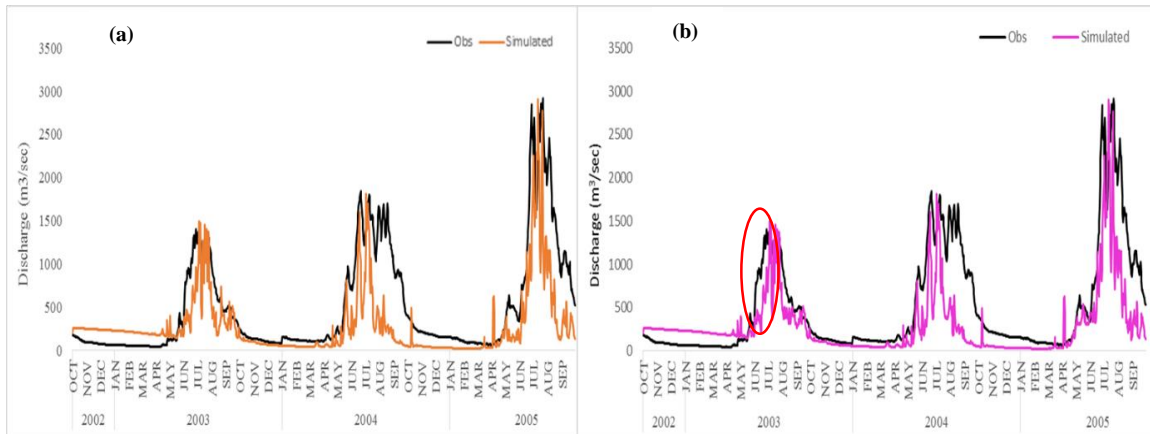 (a)
Obs Simulated
3500
3000
2500
2000
1500
1000
500
0
Discharge (m3/sec)
OCT NOV DEC JAN FEB MAR APR MAY JUN JUL AUG SEP OCT NOV DEC JAN FEB MAR APR MAY JUN JUL AUG SEP OCT NOV DEC JAN FEB MAR APR MAY JUN JUL AUG SEP
2002 2003 2004 2005
(b)
Obs Simulated
3500
3000
2500
2000
1500
1000
500
0
Discharge (m³/sec)
OCT NOV DEC JAN FEB MAR APR MAY JUN JUL AUG SEP OCT NOV DEC JAN FEB MAR APR MAY JUN JUL AUG SEP OCT NOV DEC JAN FEB MAR APR MAY JUN JUL AUG SEP
2002 2003 2004 2005